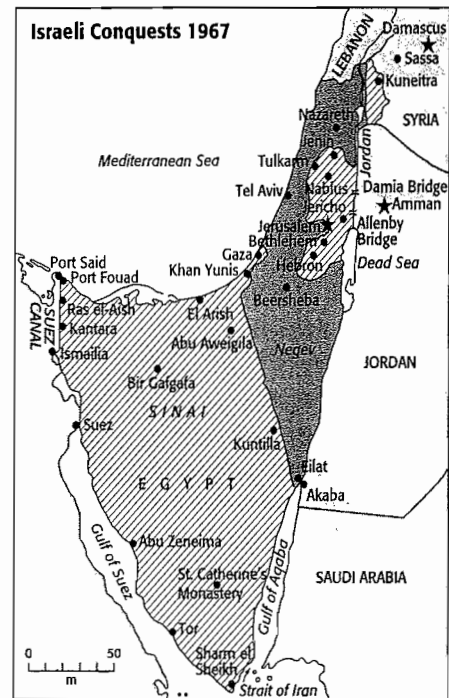 Israeli Conquests 1967
Damascus
Sassa
Kuneitra
LEBANON
SYRIA
Nazareth
Jenin
Mediterranean Sea
Tulkarm
Jordan
Nablus
Damia Bridge
Tel Aviv
Jericho
Amman
Jerusalem
Allenby
Bridge
Bethlehem
Gaza
Hebron
Dead Sea
Khan Yunis
Port Said
Port Fouad
Beersheba
Ras el-Aish
El Arish
SUEZ
CANAL
Kantara
Abu Aweigila
Negev
Ismailia
JORDAN
Bir Gafgafa
SINAI
Suez
Kuntilla
EGYPT
Eilat
Akaba
Gulf of Suez
Abu Zeneima
Gulf of Aqaba
St. Catherine's
Monastery
SAUDI ARABIA
Tor
Sharm el
Sheikh
0 50
m
Strait of Iran